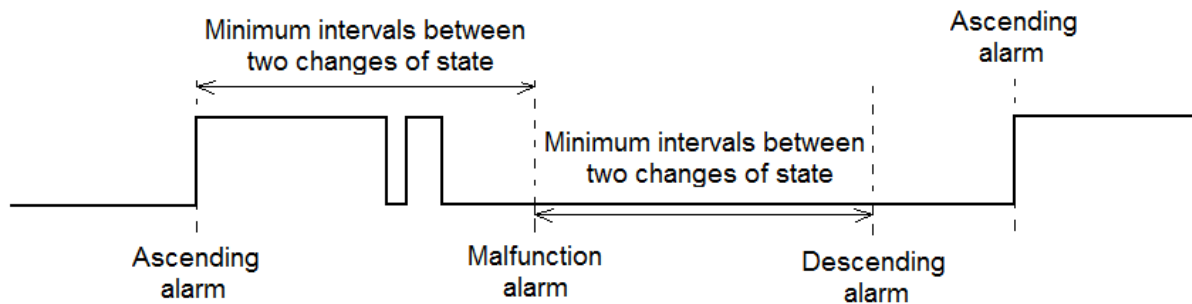 Minimum intervals between
two changes of state
Ascending
alarm
Minimum intervals between
two changes of state
Ascending
alarm
Malfunction
alarm
Descending
alarm